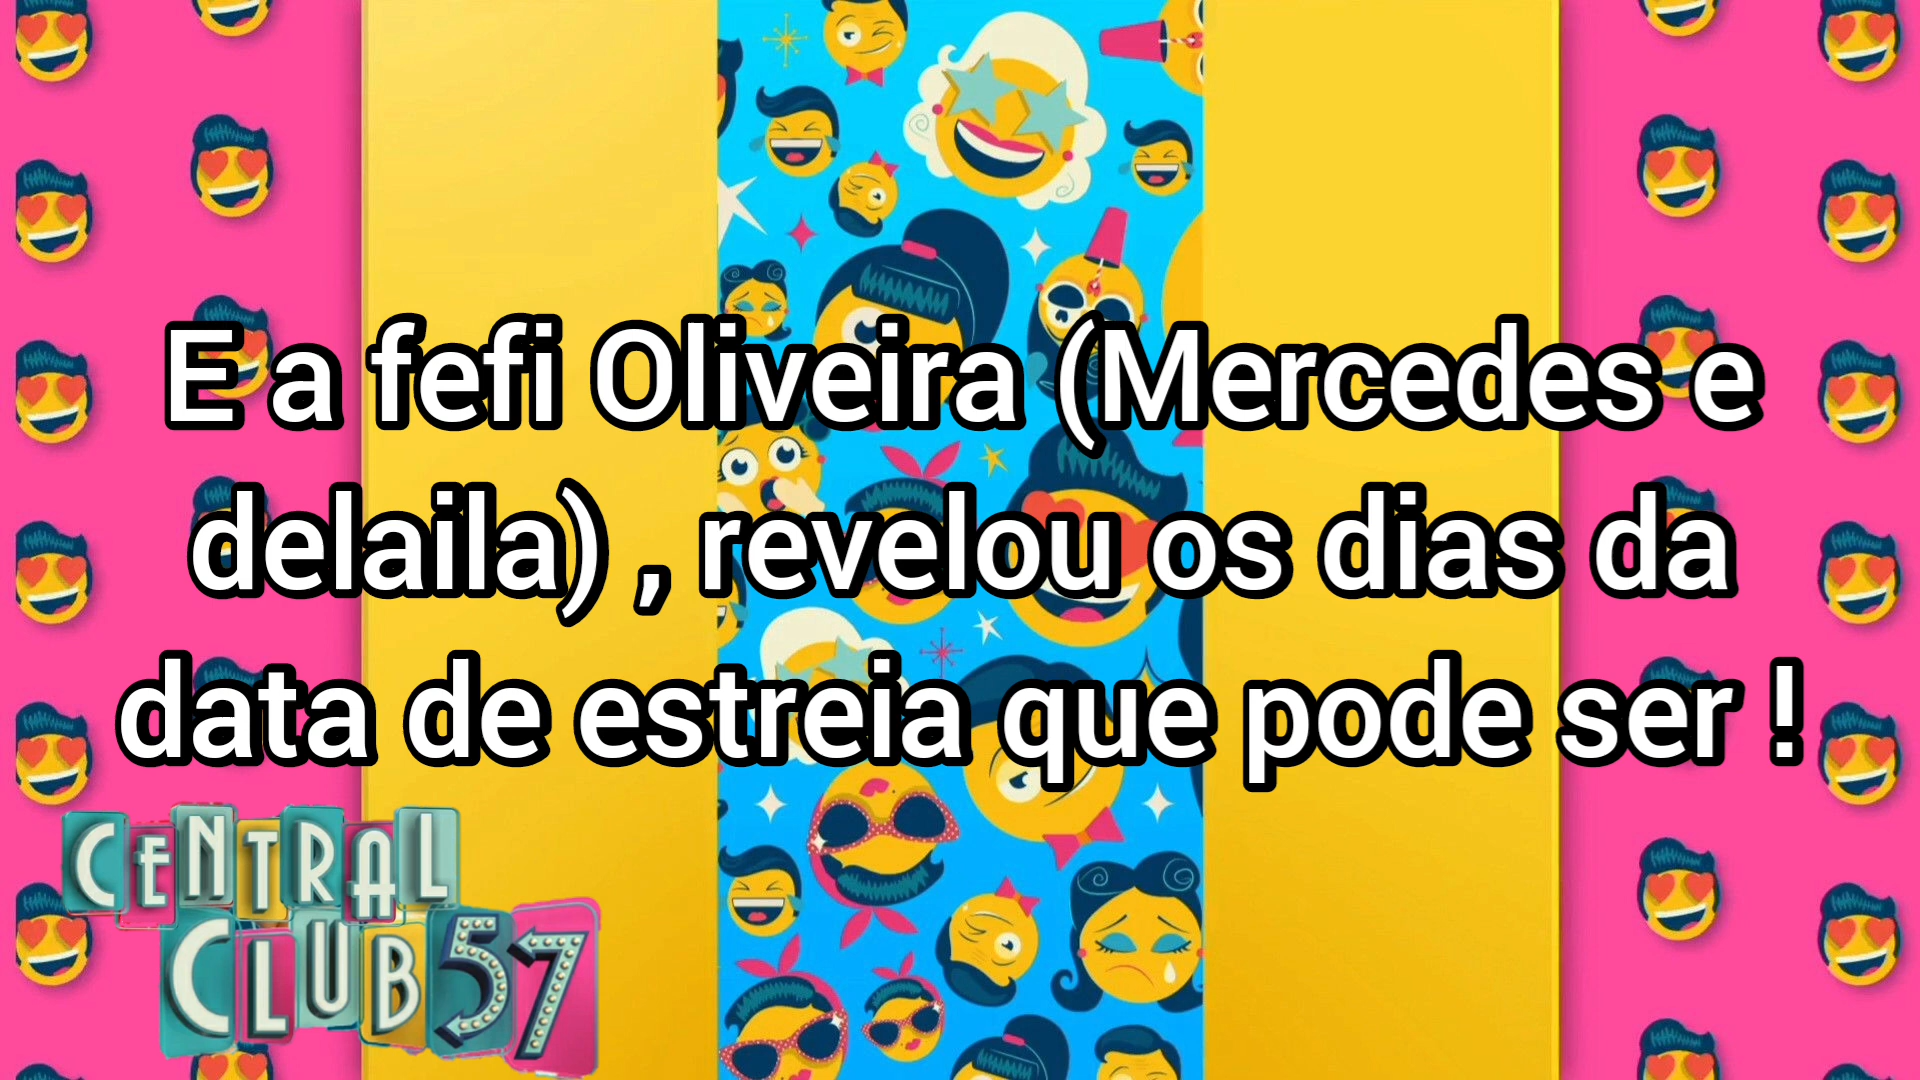 E a fefi Oliveira (Mercedes e
delaila) , revelou os dias da
data de estreia que pode ser !
CENTRAL
CLUB 57